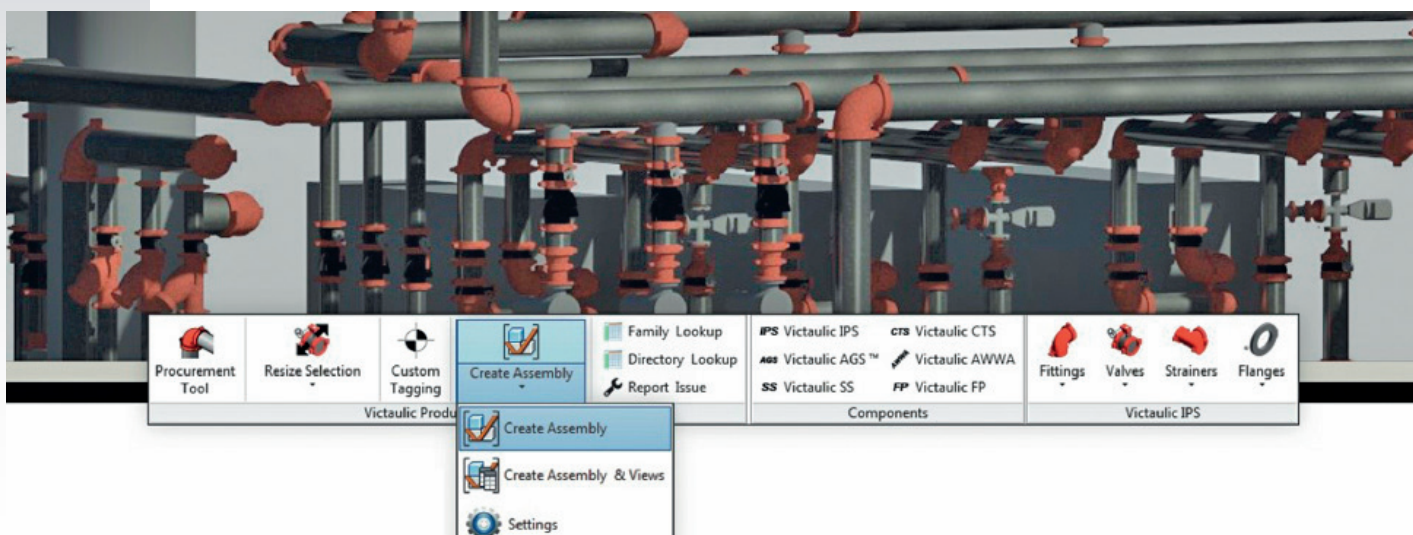 Procurement
Tool
Resize Selection
Custom
Tagging
Create Assembly
Family Lookup
Directory Lookup
Report Issue
Victaulic Produ
IPS Victaulic IPS
AGS Victaulic AGS™
SS Victaulic SS
CTS Victaulic CTS
Victaulic AWWA
FP Victaulic FP
Components
Fittings
Valves
Strainers
Flanges
Victaulic IPS
Create Assembly
Create Assembly & Views
Settings